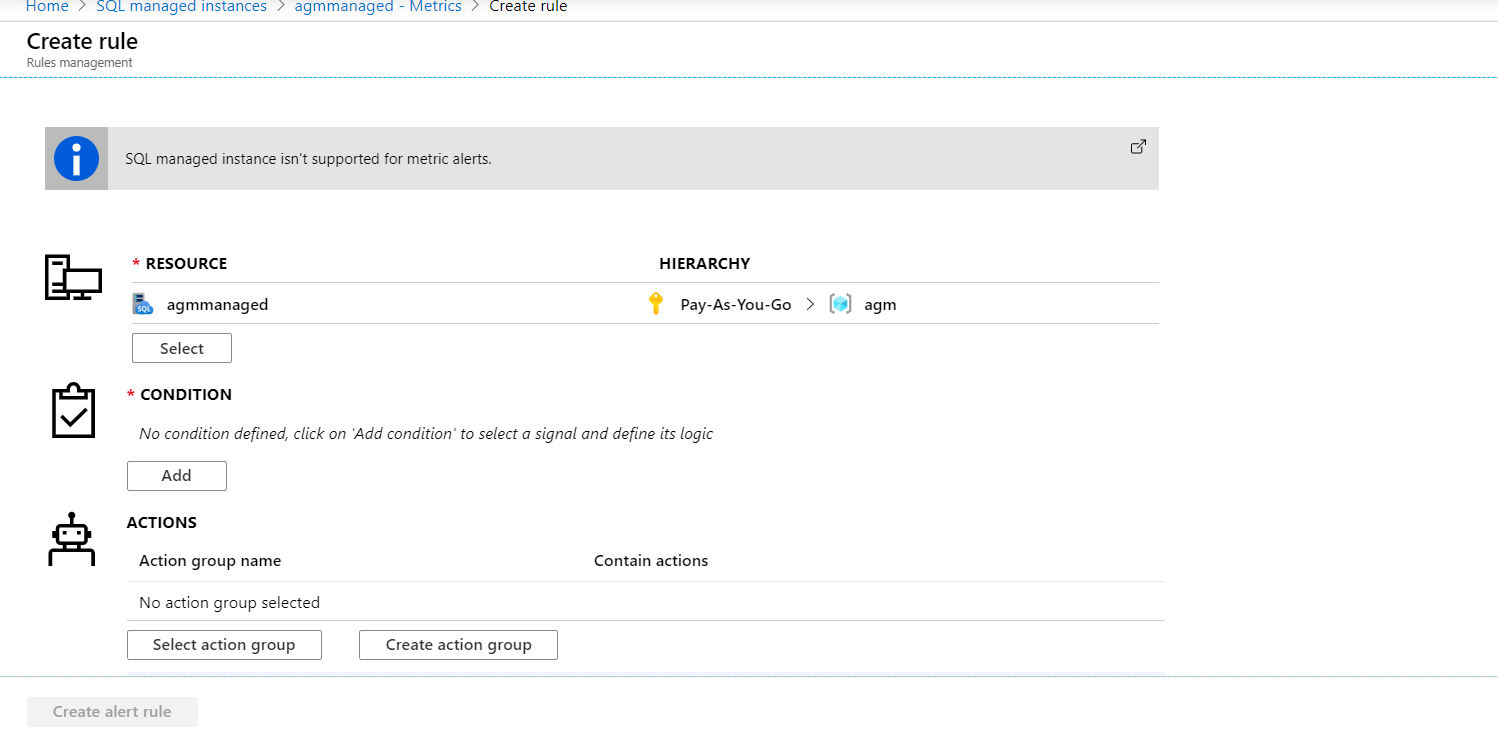 Home > SQL managed instances > agmmanaged - Metrics > Create rule
Create rule
Rules management
SQL managed instance isn't supported for metric alerts.
* RESOURCE HIERARCHY
SQL agmmanaged Pay-As-You-Go > agm
Select
* CONDITION
No condition defined, click on 'Add condition' to select a signal and define its logic
Add
ACTIONS
Action group name Contain actions
No action group selected
Select action group Create action group
Create alert rule